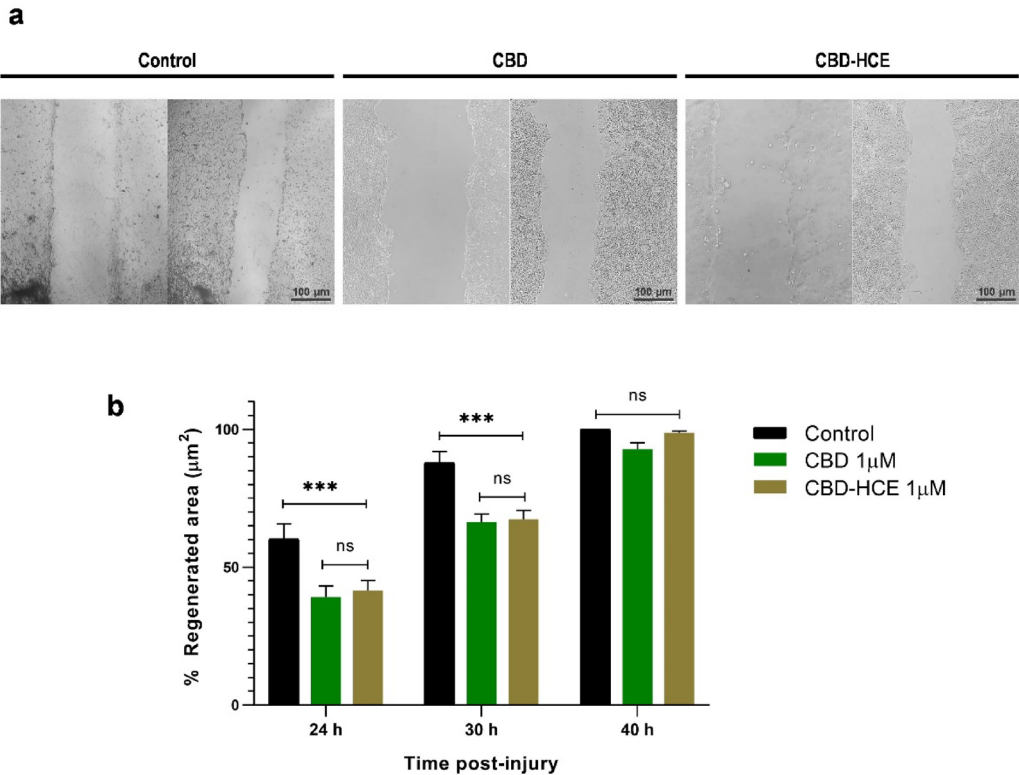 a
Control CBD CBD-HCE
100 µm 100 µm 100 µm
b
ns
*** 
***
ns
ns
100
50
0
% Regenerated area (µm²)
24 h 30 h 40 h
Time post-injury
Control
CBD 1µM
CBD-HCE 1µM